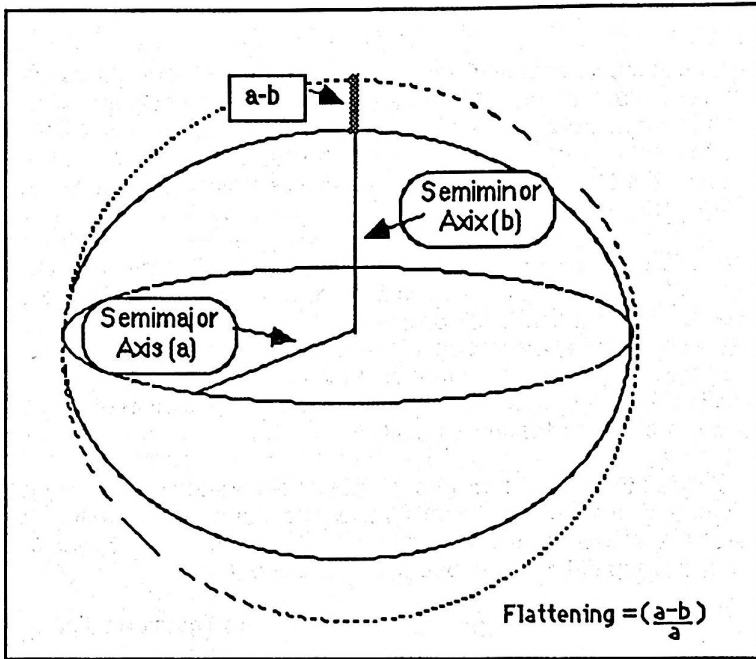 a-b
Semiminor
Axix(b)
Semimajor
Axis(a)
Flattening =(a-b)
a